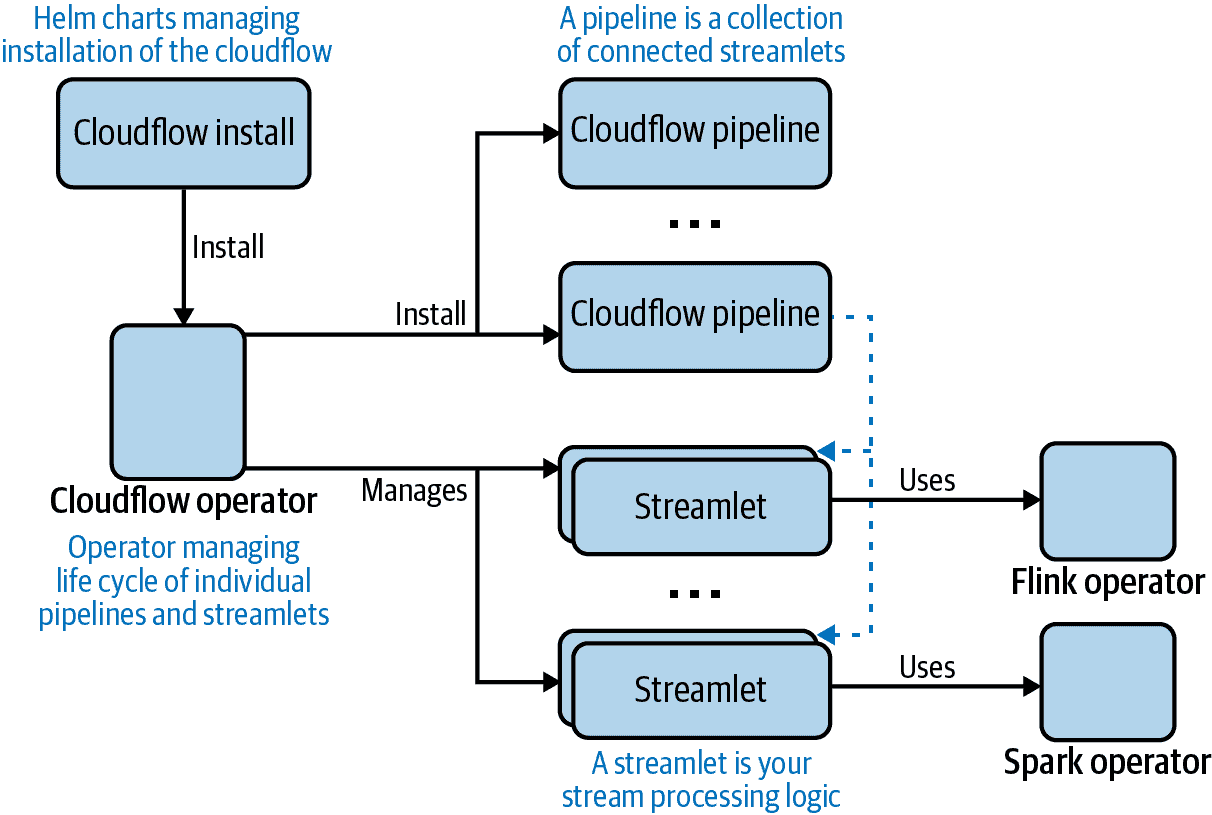 Helm charts managing
installation of the cloudflow
Cloudflow install
Install
Cloudflow operator
Operator managing
life cycle of individual
pipelines and streamlets
Install
Manages
A pipeline is a collection
of connected streamlets
Cloudflow pipeline
...
Cloudflow pipeline
Streamlet
...
Streamlet
A streamlet is your
stream processing logic
Uses
Flink operator
Uses
Spark operator